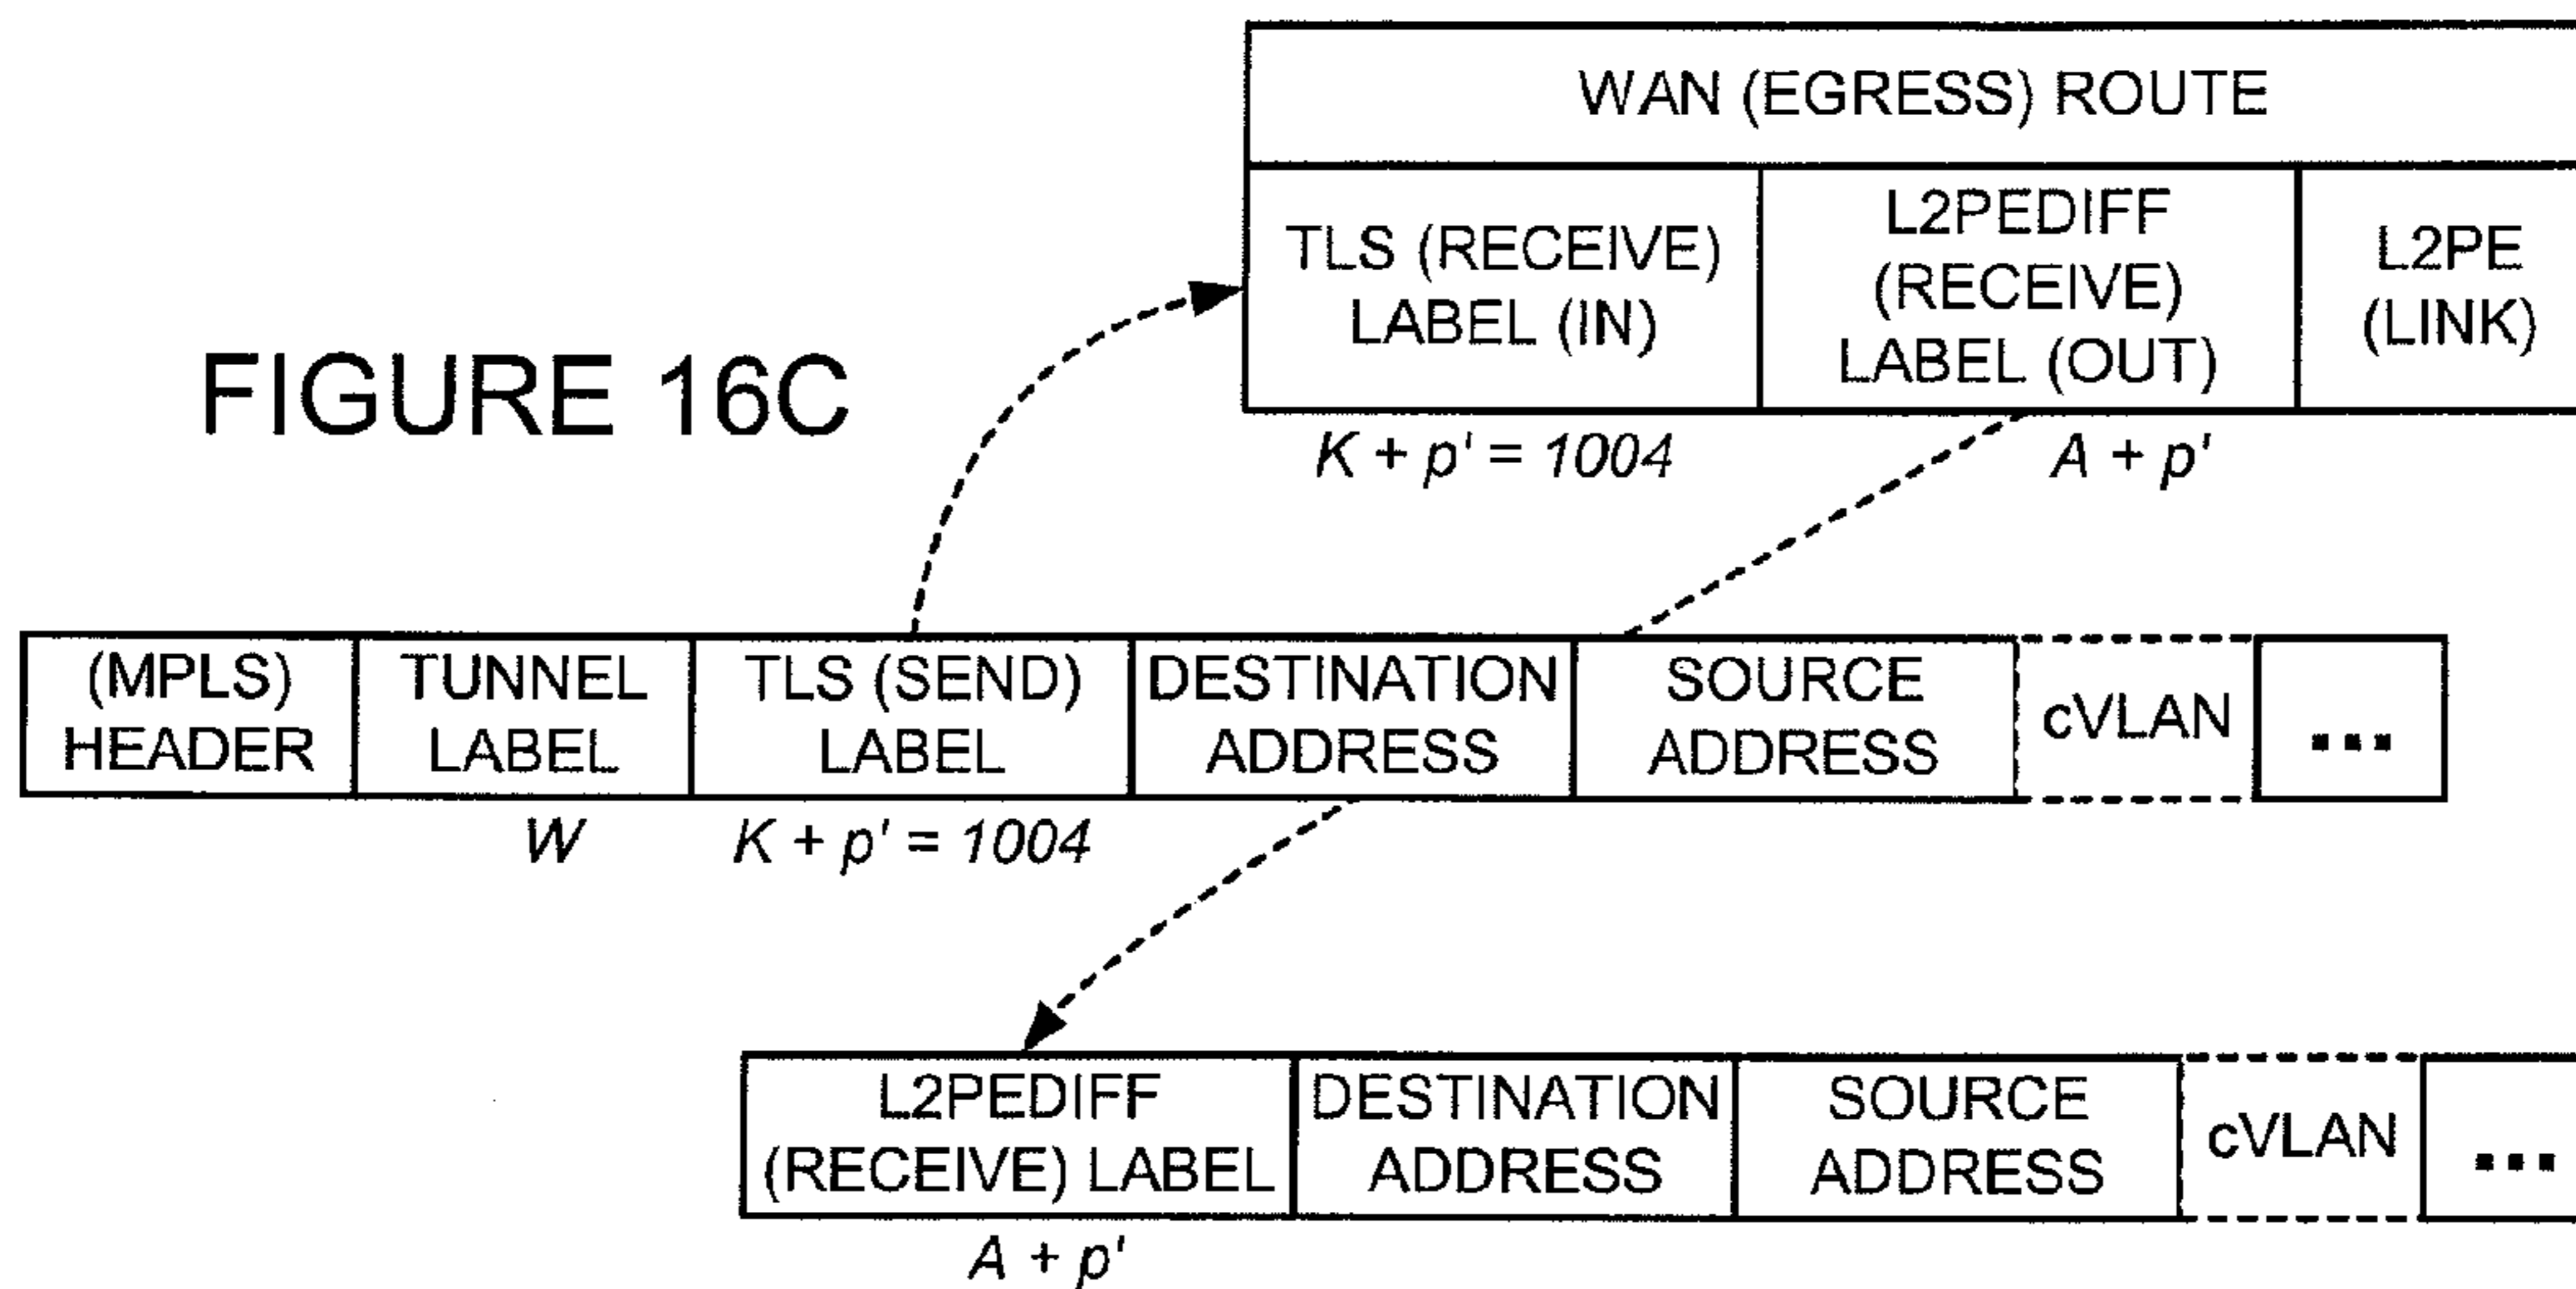 WAN (EGRESS) ROUTE
TLS (RECEIVE)
LABEL (IN)
L2PEDIFF
(RECEIVE)
LABEL (OUT)
L2PE
(LINK)
K + p' = 1004
A + p'
FIGURE 16C
(MPLS)
HEADER
TUNNEL
LABEL
TLS (SEND)
LABEL
DESTINATION
ADDRESS
SOURCE
ADDRESS
cVLAN
...
W
K + p' = 1004
L2PEDIFF
(RECEIVE) LABEL
DESTINATION
ADDRESS
SOURCE
ADDRESS
cVLAN
...
A + p'